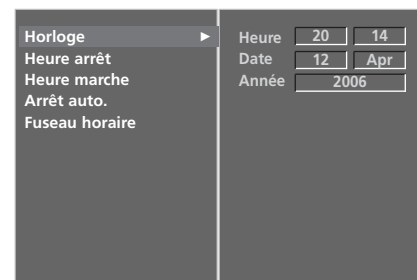 Horloge ►
Heure arrêt
Heure marche
Arrêt auto.
Fuseau horaire
Heure 20 14
Date 12 Apr
Année 2006